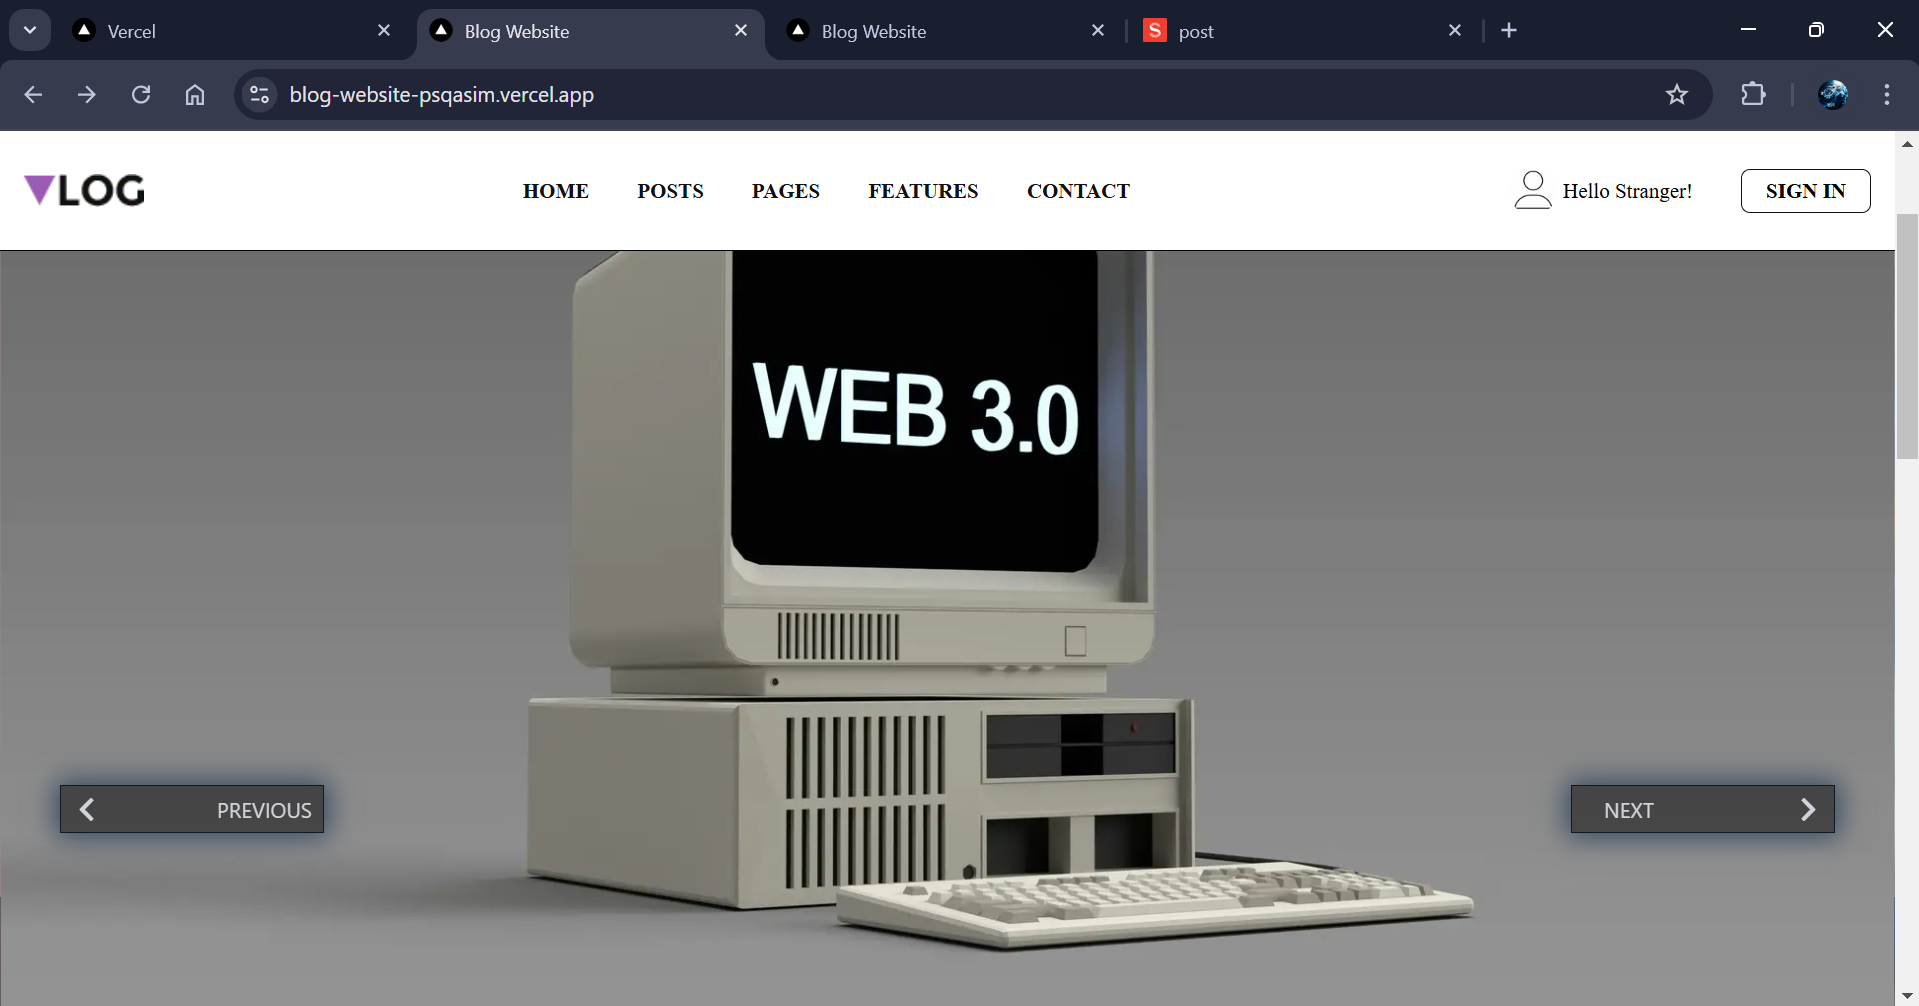 Vercel
Blog Website
Blog Website
S post
blog-website-psqasim.vercel.app
VLOG
HOME POSTS PAGES FEATURES CONTACT
Hello Stranger!
SIGN IN
WEB 3.0
PREVIOUS
NEXT